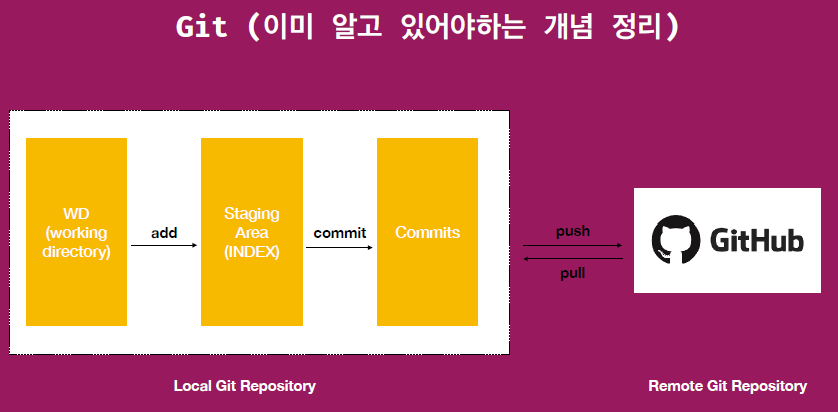 Git (이미 알고 있어야하는 개념 정리)
WD
(working
directory)
add
Staging
Area
(INDEX)
commit
Commits
push
pull
GitHub
Local Git Repository
Remote Git Repository